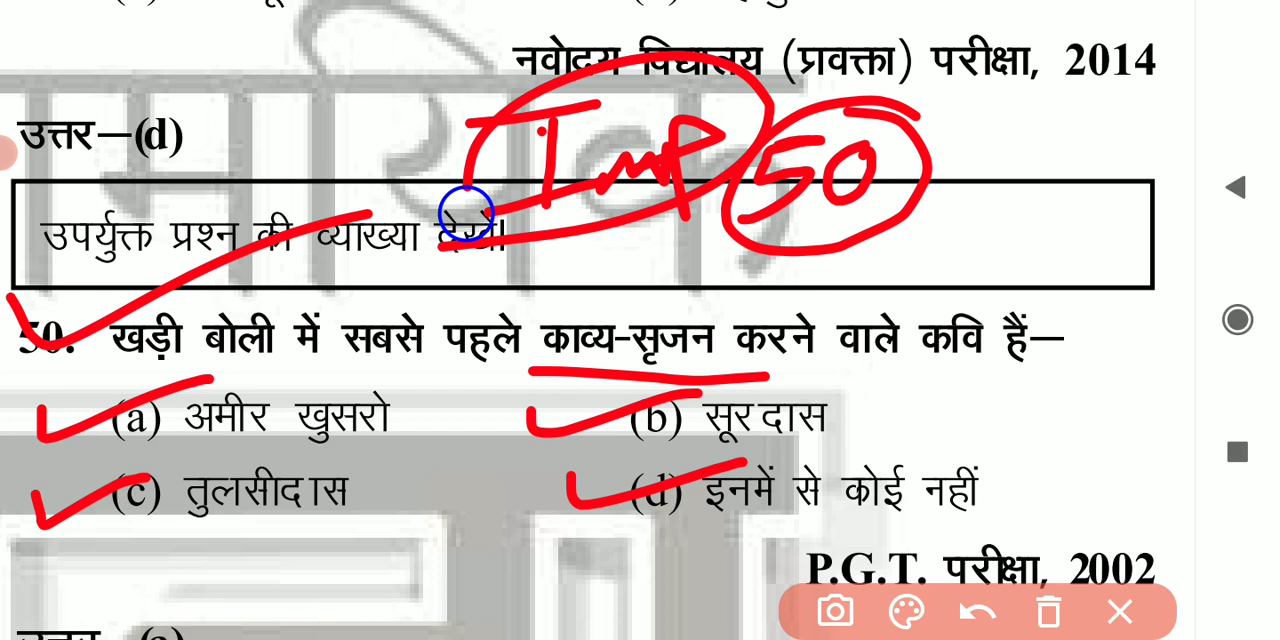 नवोदय विद्यालय (प्रवक्ता) परीक्षा, 2014
उत्तर—(d)
Imp 50
उपर्युक्त प्रश्न की व्याख्या देखें।
50. खड़ी बोली में सबसे पहले काव्य-सृजन करने वाले कवि हैं—
(a) अमीर खुसरो (b) सूरदास
(c) तुलसीदास (d) इनमें से कोई नहीं
P.G.T. परीक्षा, 2002